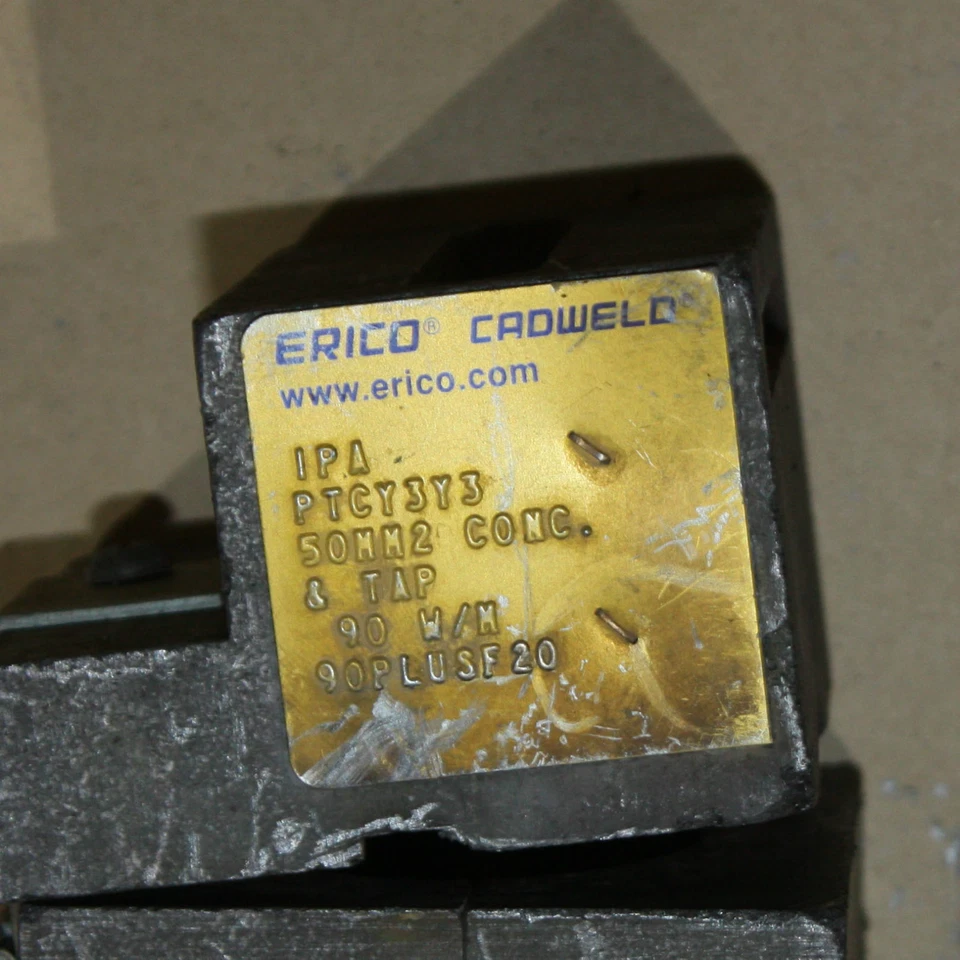 ERICO® CADWELD®
www.erico.com
IPA
PTCY3Y3
50MM2 CONC.
& TAP
90 W/M
90PLUSF20